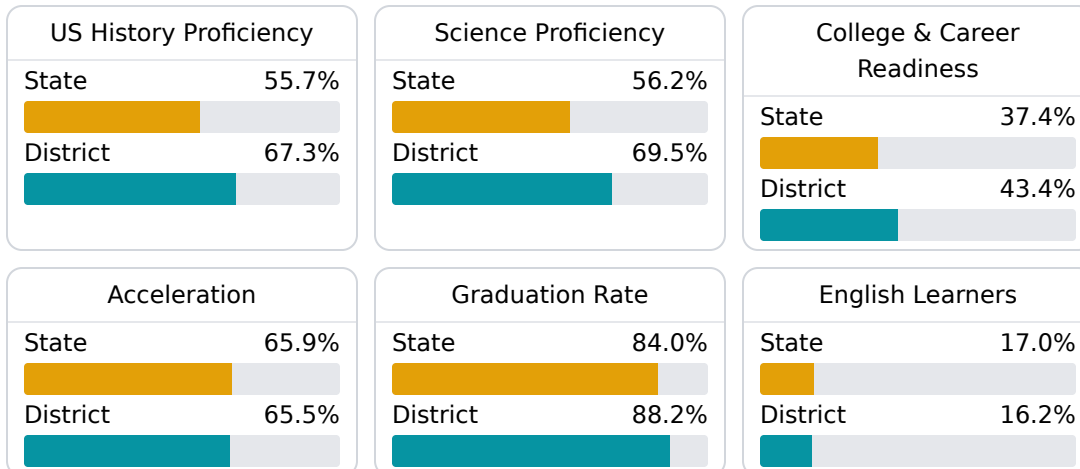 US History Proficiency
State 55.7%
District 67.3%
Science Proficiency
State 56.2%
District 69.5%
College & Career
Readiness
State 37.4%
District 43.4%
Acceleration
State 65.9%
District 65.5%
Graduation Rate
State 84.0%
District 88.2%
English Learners
State 17.0%
District 16.2%